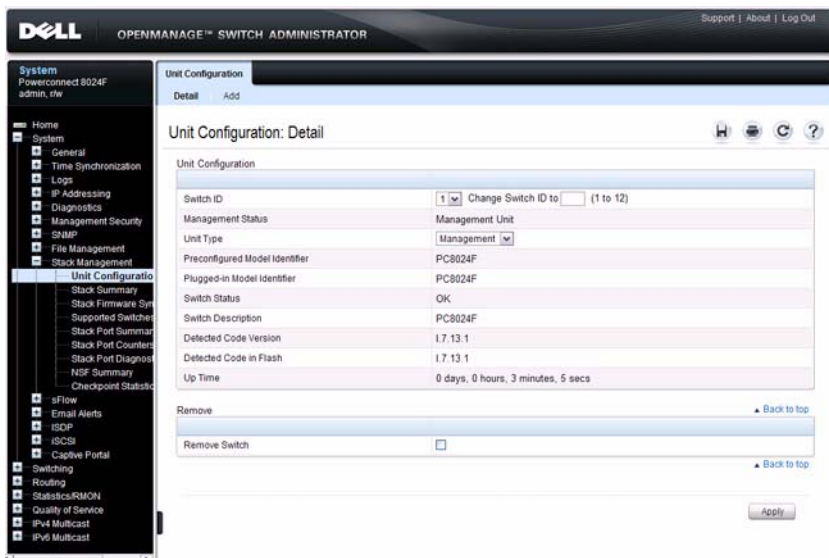 DELL
OPENMANAGE™ SWITCH ADMINISTRATOR
Support | About | Log Out
System
Powerconnect 8024F
admin, r/w
Home
System
General
Time Synchronization
Logs
IP Addressing
Diagnostics
Management Security
SNMP
File Management
Stack Management
Unit Configuratio
Stack Summary
Stack Firmware Syn
Supported Switches
Stack Port Summar
Stack Port Counters
Stack Port Diagnost
NSF Summary
Checkpoint Statistic
sFlow
Email Alerts
ISDP
iSCSI
Captive Portal
Switching
Routing
Statistics/RMON
Quality of Service
IPv4 Multicast
IPv6 Multicast
Unit Configuration
Detail Add
Unit Configuration: Detail
?
Unit Configuration
Switch ID 1 Change Switch ID to (1 to 12)
Management Status Management Unit
Unit Type Management
Preconfigured Model Identifier PC8024F
Plugged-in Model Identifier PC8024F
Switch Status OK
Switch Description PC8024F
Detected Code Version I.7.13.1
Detected Code in Flash I.7.13.1
Up Time 0 days, 0 hours, 3 minutes, 5 secs
Remove Back to top
Remove Switch
Back to top
Apply